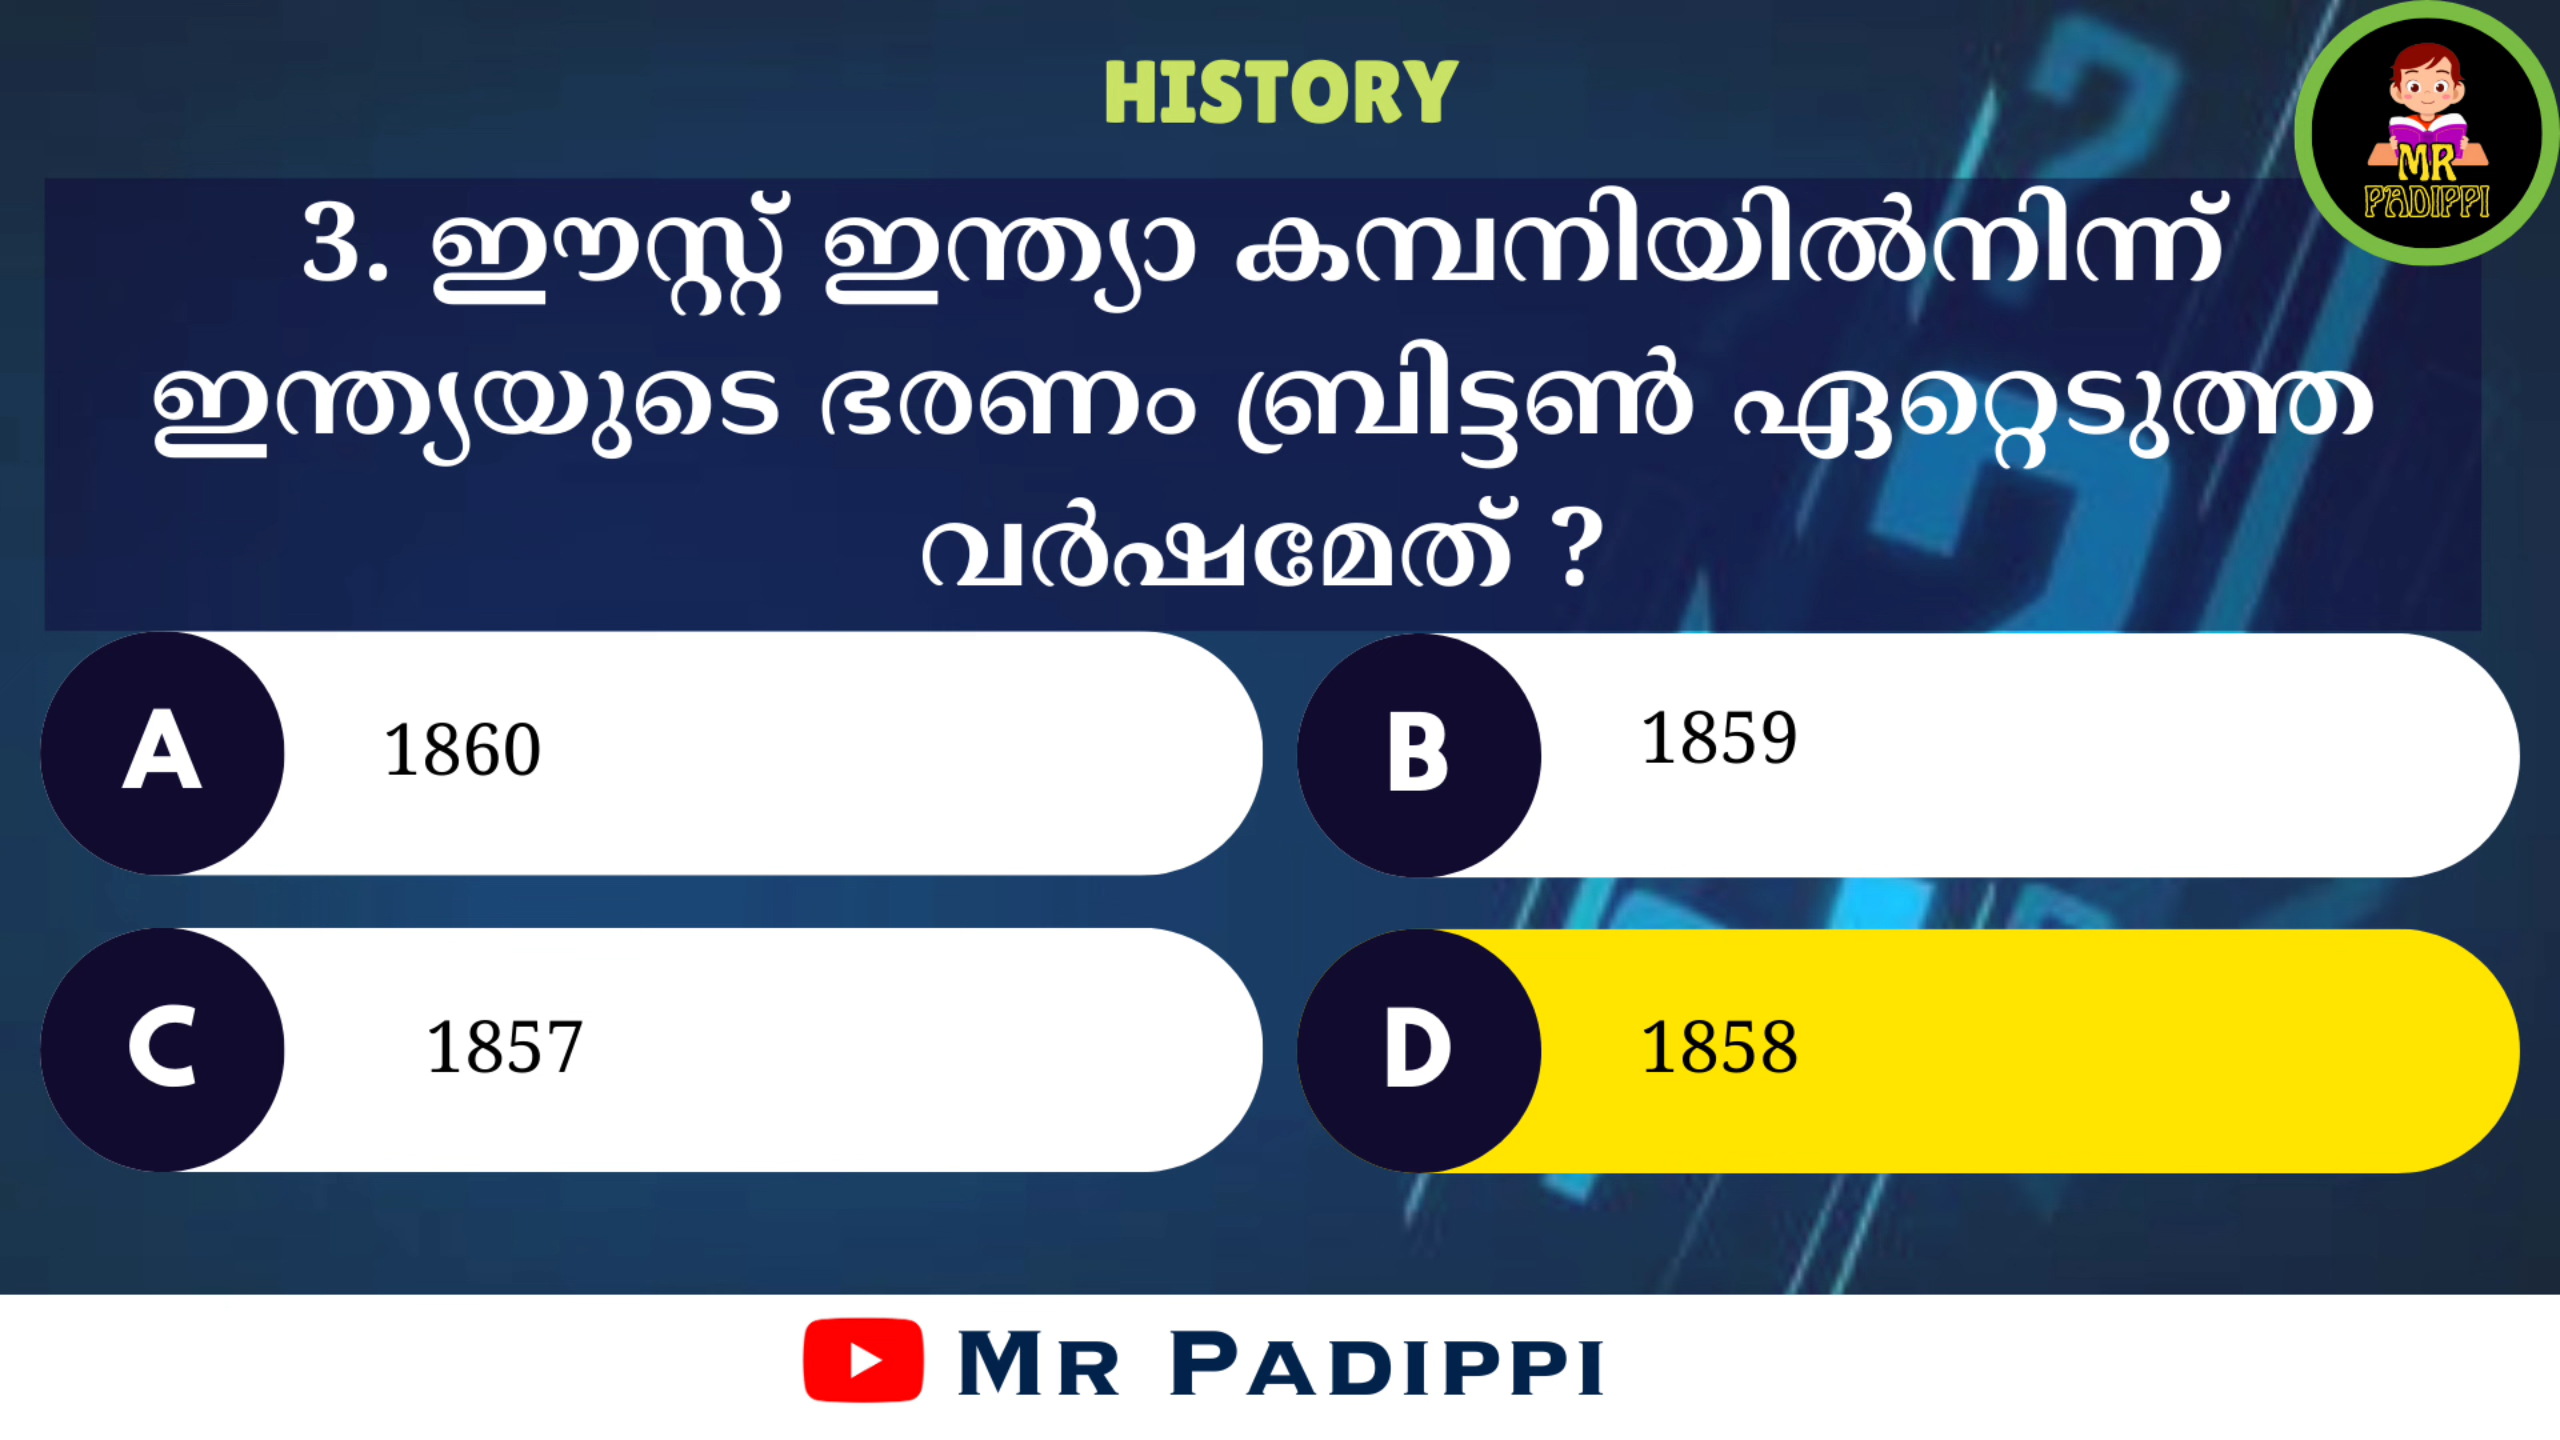 HISTORY
MR
PADIPPI
3. ഈസ്റ്റ് ഇന്ത്യാ കമ്പനിയിൽനിന്ന്
ഇന്ത്യയുടെ ഭരണം ബ്രിട്ടൺ ഏറ്റെടുത്ത
വർഷമേത് ?
A 1860
B 1859
C 1857
D 1858
MR PADIPPI